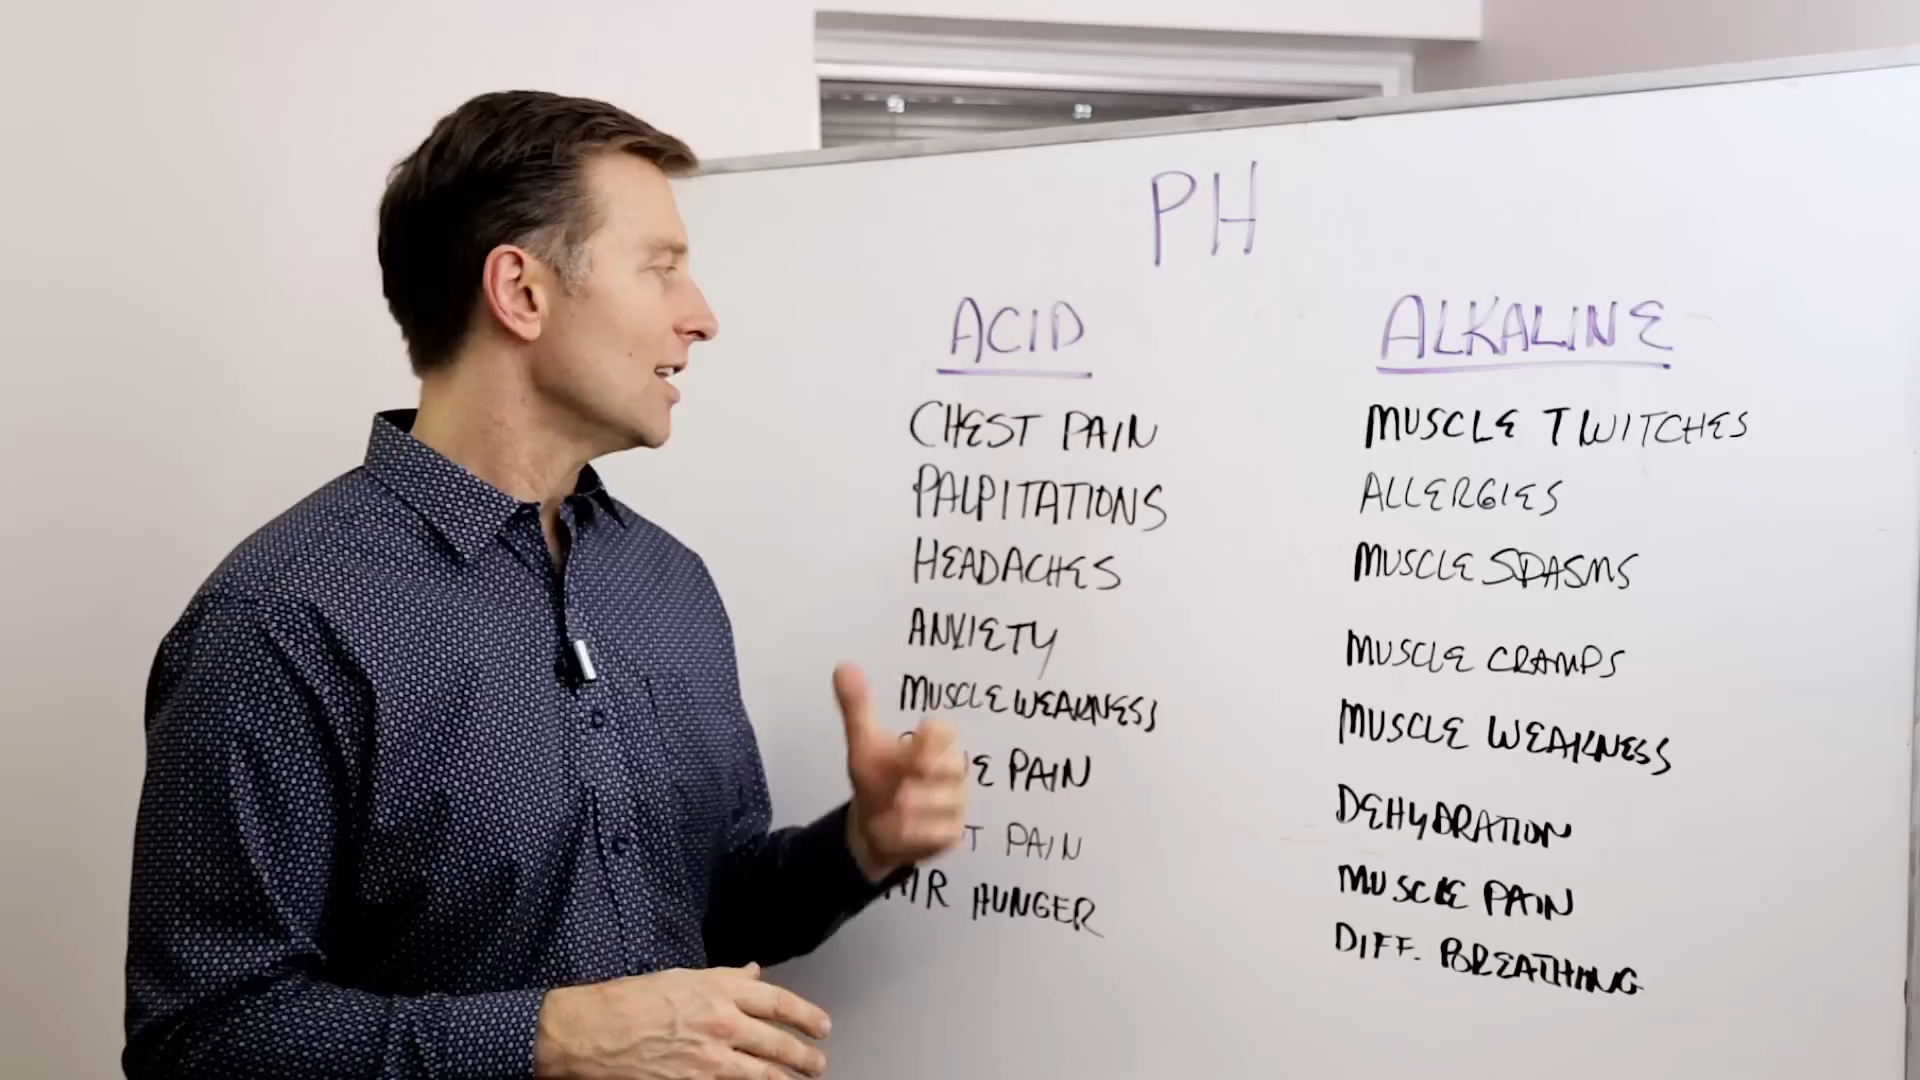 PH
ACID
CHEST PAIN
PALPITATIONS
HEADACHES
ANXIETY
MUSCLE WEAKNESS
PAIN
PAIN
AIR HUNGER
ALKALINE
MUSCLE TWITCHES
ALLERGIES
MUSCLE SPASMS
MUSCLE CRAMPS
MUSCLE WEAKNESS
DEHYDRATION
MUSCLE PAIN
DIFF. BREATHING